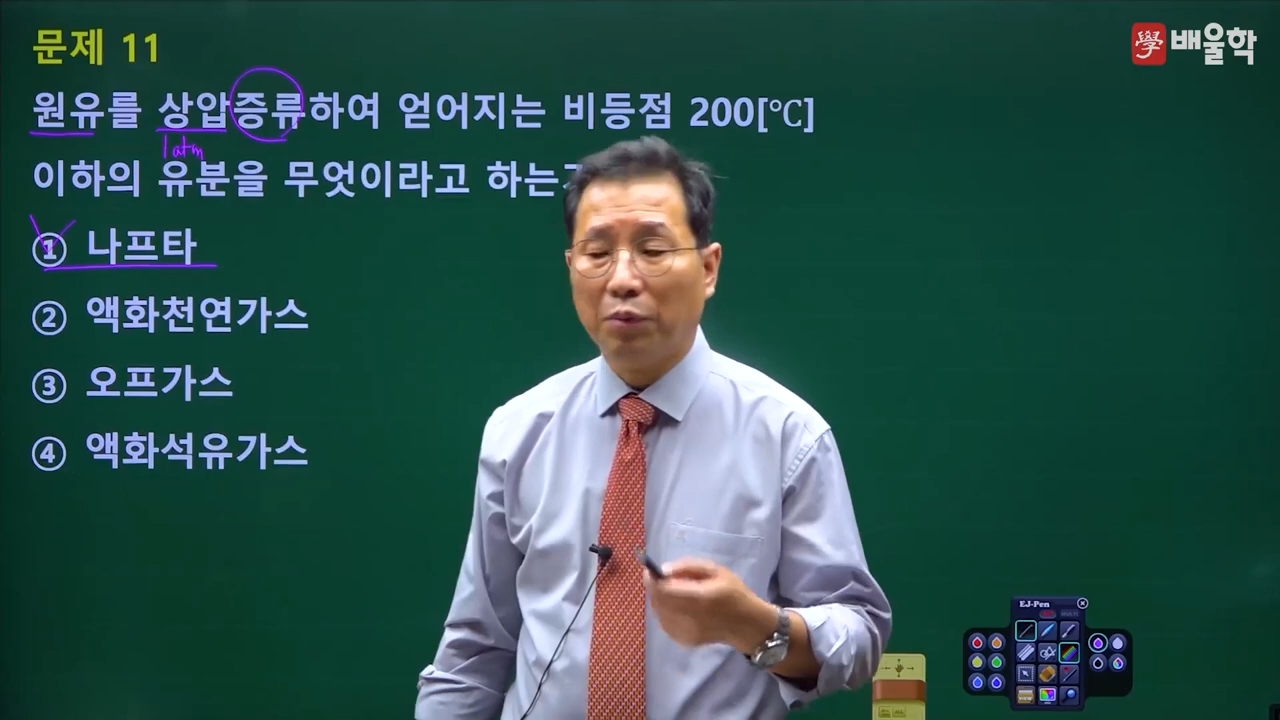 문제 11
學 배울학
원유를 상압증류하여 얻어지는 비등점 200[℃]
1atm
이하의 유분을 무엇이라고 하는
① 나프타
② 액화천연가스
③ 오프가스
④ 액화석유가스
EJ-Pen